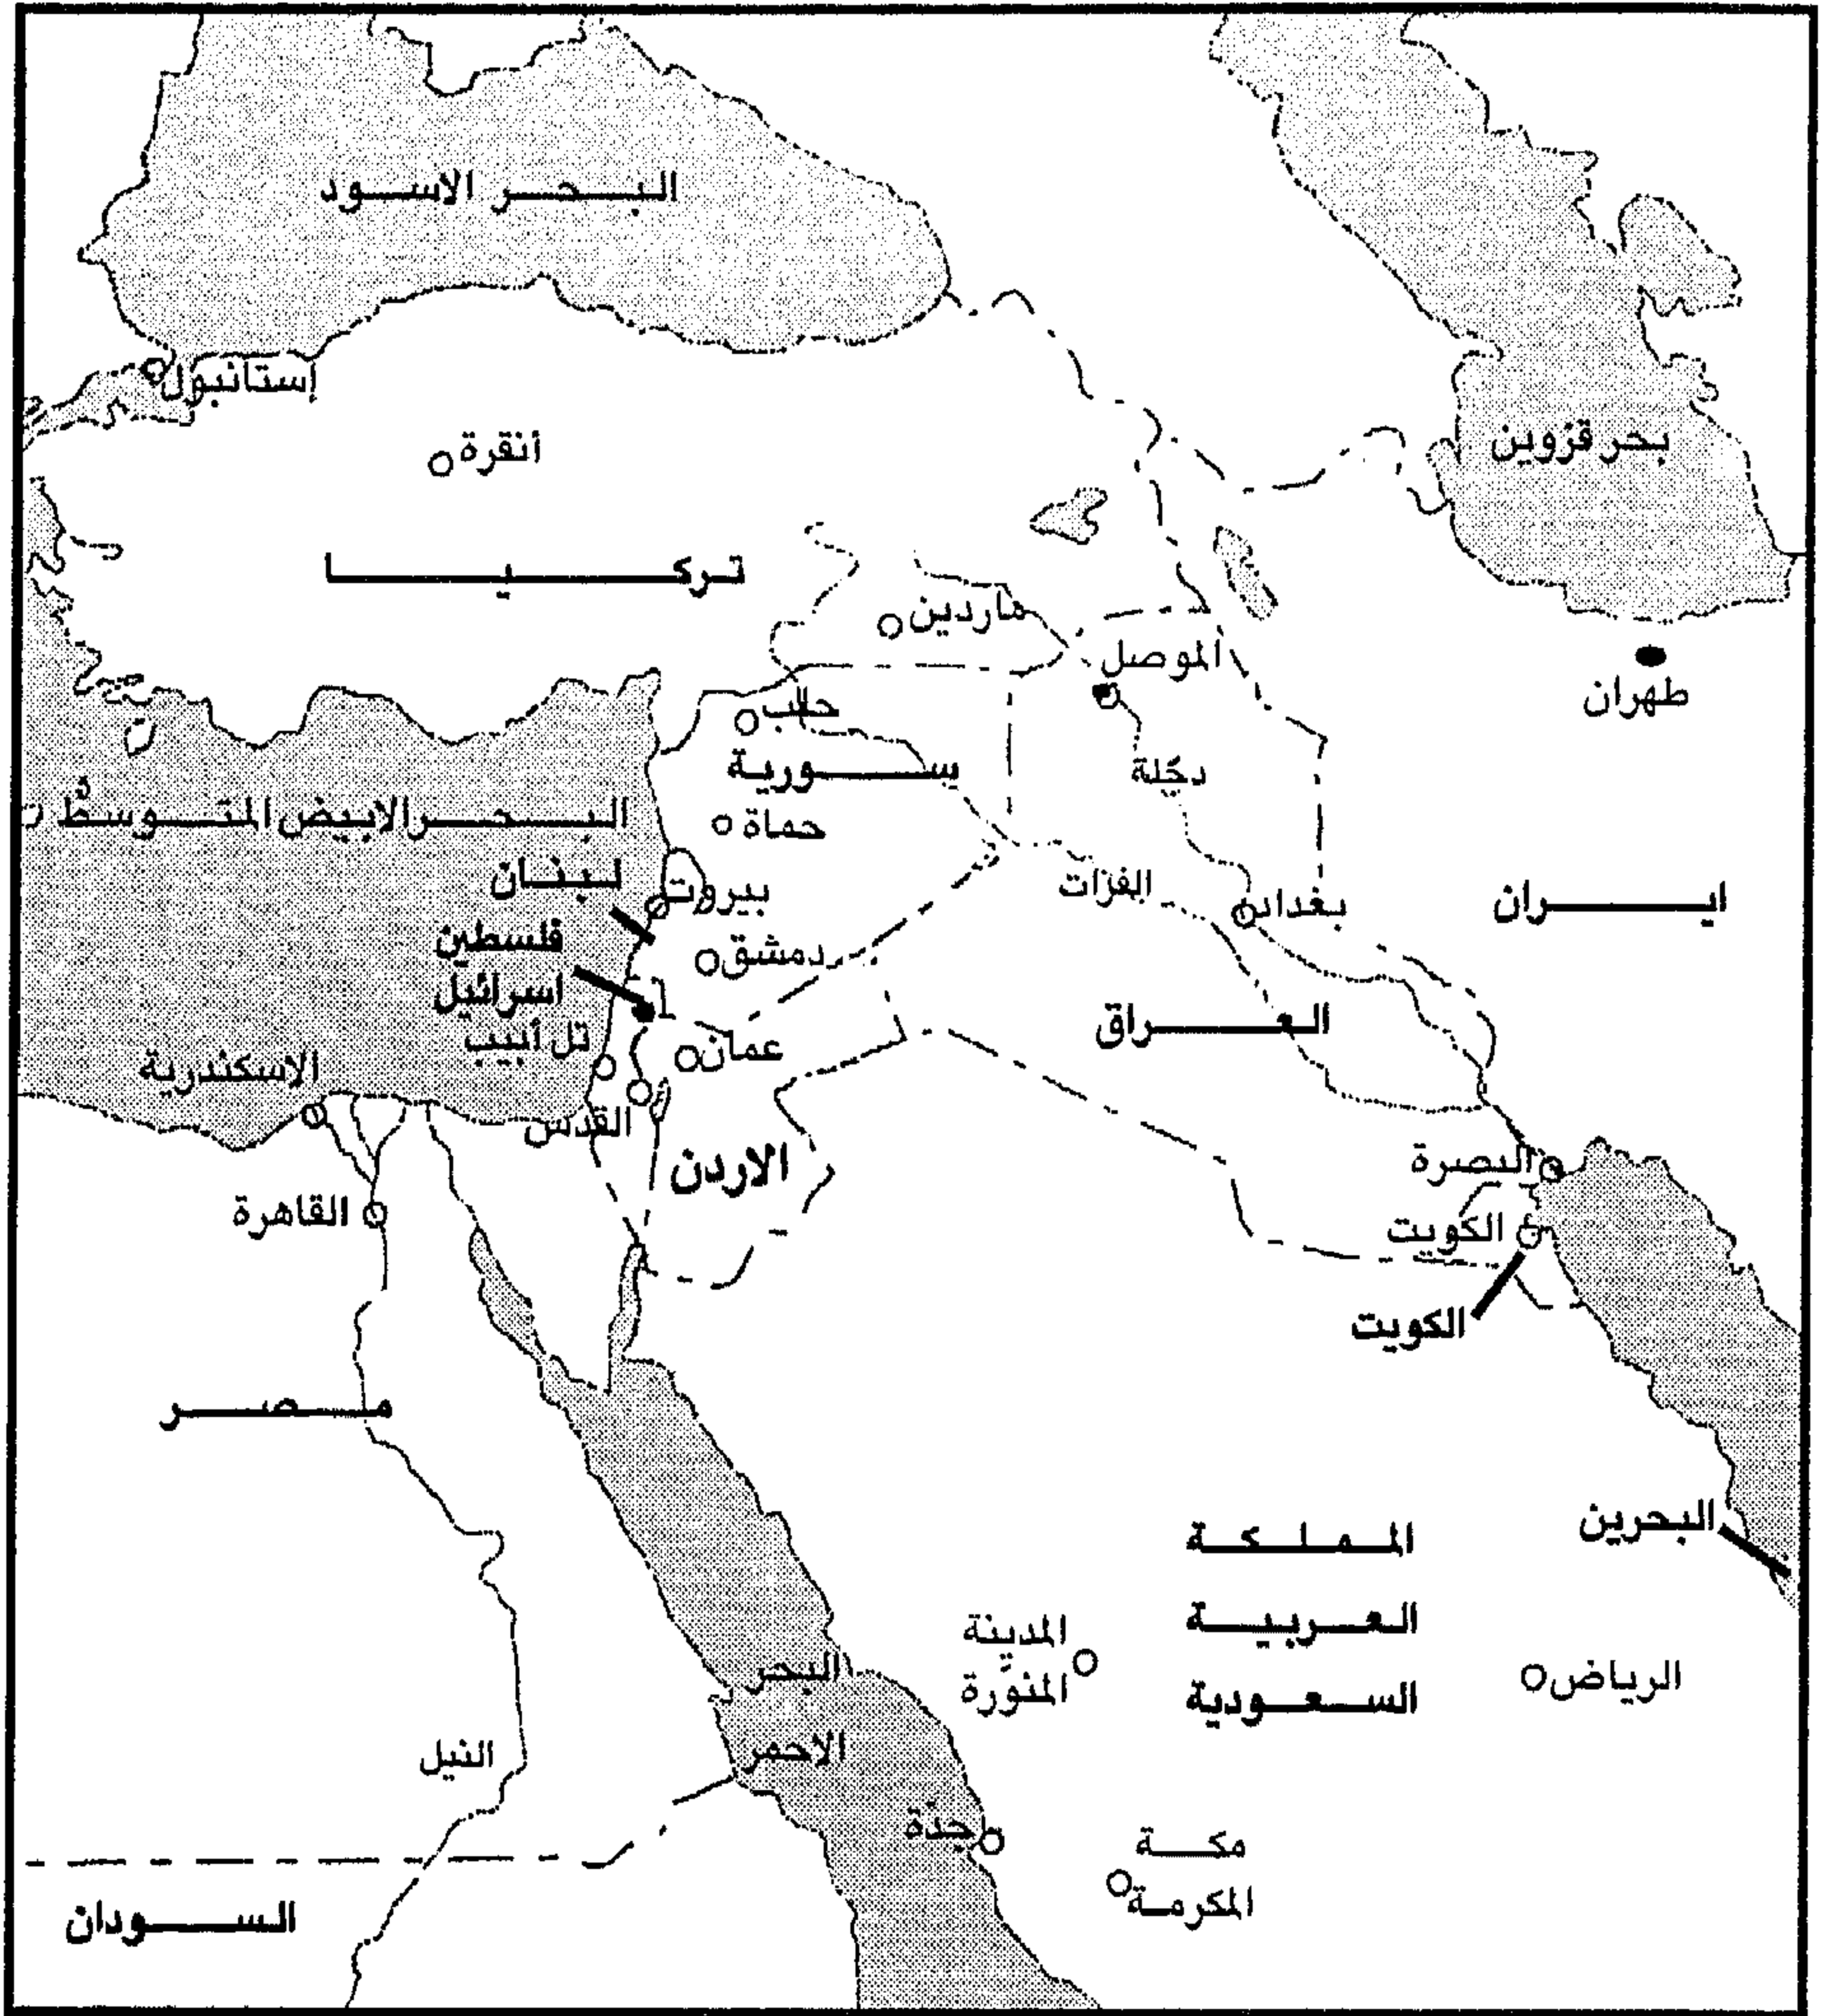 البحر الاسود
إستانبول
أنقرة
بحر قزوين
تركيا
ماردين
الموصل
طهران
حلب
سورية
دجلة
البحر الابيض المتوسط
حماة
لبنان
بيروت
الفرات
بغداد
ايران
فلسطين
دمشق
اسرائيل
تل أبيب
عمان
العراق
الاسكندرية
القدس
الاردن
البصرة
القاهرة
الكويت
الكويت
مصر
البحرين
المملكة
العربية
السعودية
المدينة
المنورة
الرياض
البحر
الاحمر
النيل
جدّة
مكة
المكرمة
السودان